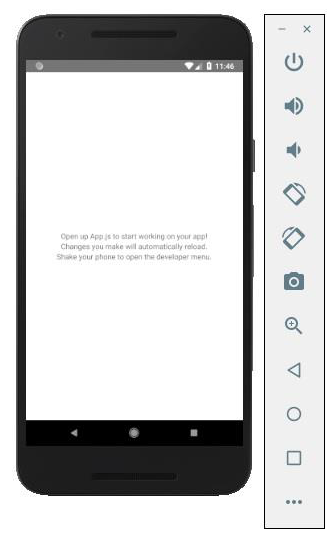 11:46
Open up App.js to start working on your app!
Changes you make will automatically reload.
Shake your phone to open the developer menu.